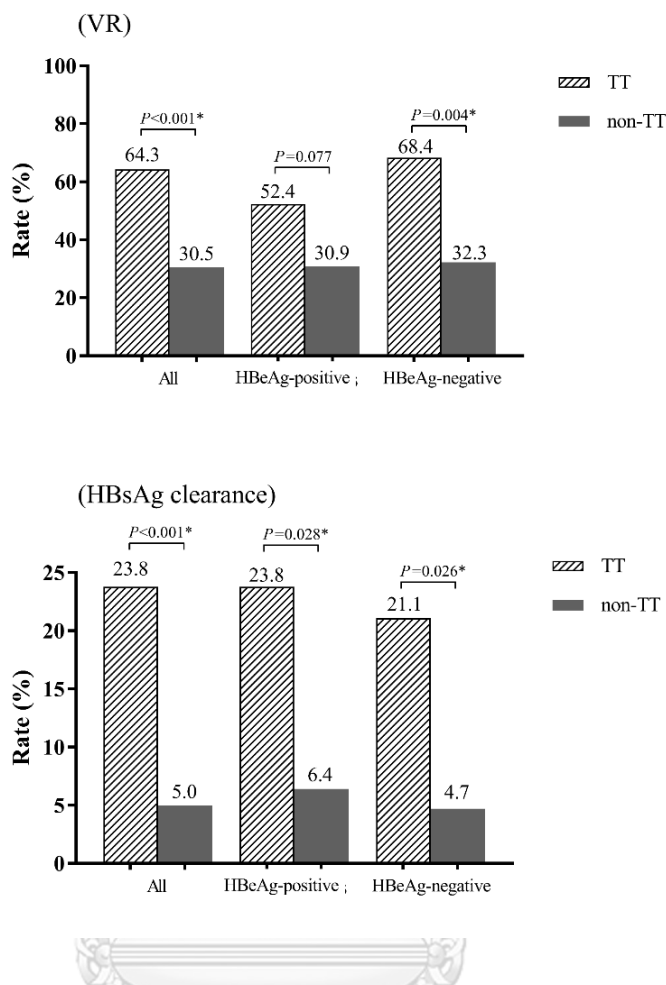 (VR)
100
80
60
40
20
0
Rate (%)
P<0.001*
P=0.077
P=0.004*
64.3
30.5
52.4
30.9
68.4
32.3
All
HBeAg-positive ;
HBeAg-negative
TT
non-TT
(HBsAg clearance)
25
20
15
10
5
0
Rate (%)
P<0.001*
P=0.028*
P=0.026*
23.8
5.0
23.8
6.4
21.1
4.7
All
HBeAg-positive ;
HBeAg-negative
TT
non-TT